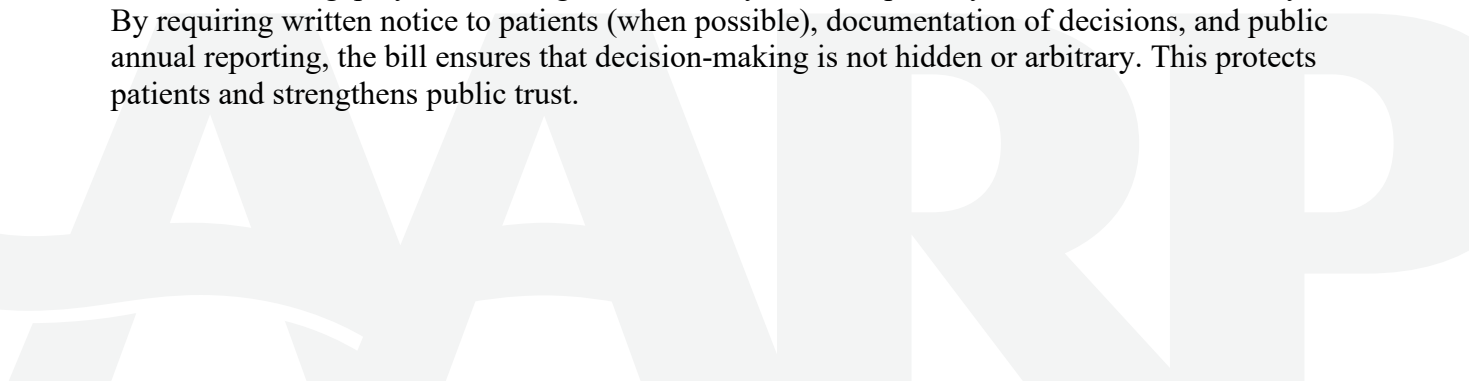 By requiring written notice to patients (when possible), documentation of decisions, and public
annual reporting, the bill ensures that decision-making is not hidden or arbitrary. This protects
patients and strengthens public trust.
AARP